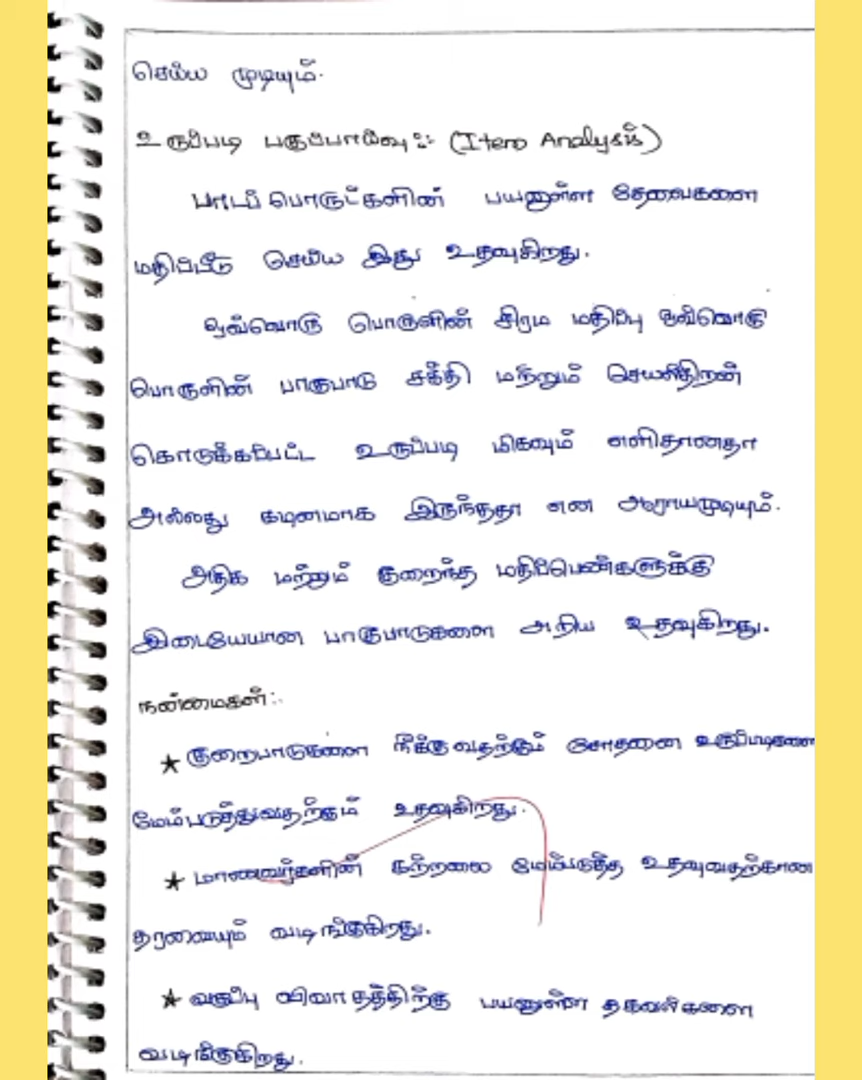 செய்ய முடியும்.
உருப்படி பகுப்பாய்வு :- (Item Analysis)
பாடப் பொருட்களின் பயனுள்ள தேவைகளை
மதிப்பீடு செய்ய இது உதவுகிறது.
ஒவ்வொரு பொருளின் சிரம மதிப்பு ஒவ்வொரு
பொருளின் பாகுபாடு சக்தி மற்றும் செயல்திறன்
கொடுக்கப்பட்ட உருப்படி மிகவும் எளிதானதா
அல்லது கடினமாக இருந்ததா என ஆராயமுடியும்.
அதிக மற்றும் குறைந்த மதிப்பெண்களுக்கு
இடையேயான பாகுபாடுகளை அறிய உதவுகிறது.
நன்மைகள்:-
★ குறைபாடுகளை நீக்குவதற்கும் சோதனை உருப்படிகளை
மேம்படுத்துவதற்கும் உதவுகிறது.
★ மாணவர்களின் கற்றலை மேம்படுத்த உதவுவதற்கான
தரவையும் வழங்குகிறது.
★ வகுப்பு விவாதத்திற்கு பயனுள்ள தகவல்களை
வழங்குகிறது.